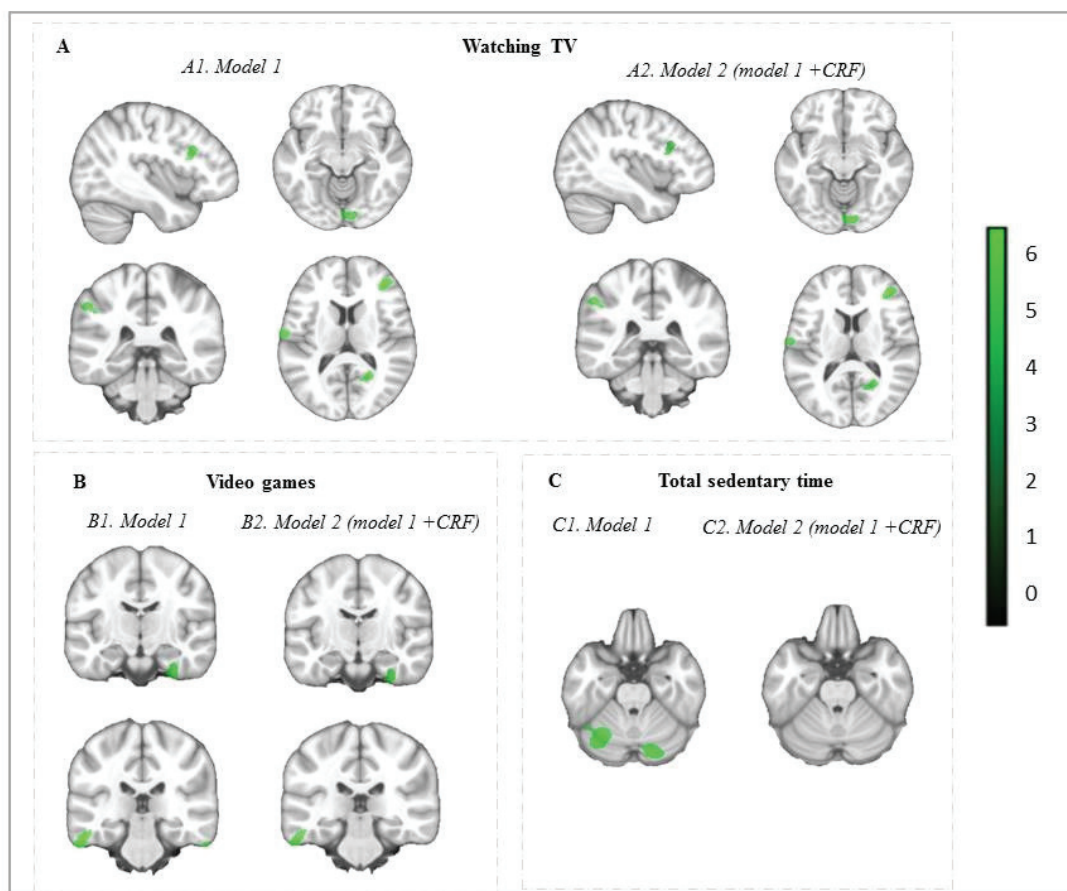 A
Watching TV
A1. Model 1
A2. Model 2 (model 1 +CRF)
6
5
4
3
2
1
0
B
Video games
B1. Model 1
B2. Model 2 (model 1 +CRF)
C
Total sedentary time
C1. Model 1
C2. Model 2 (model 1 +CRF)